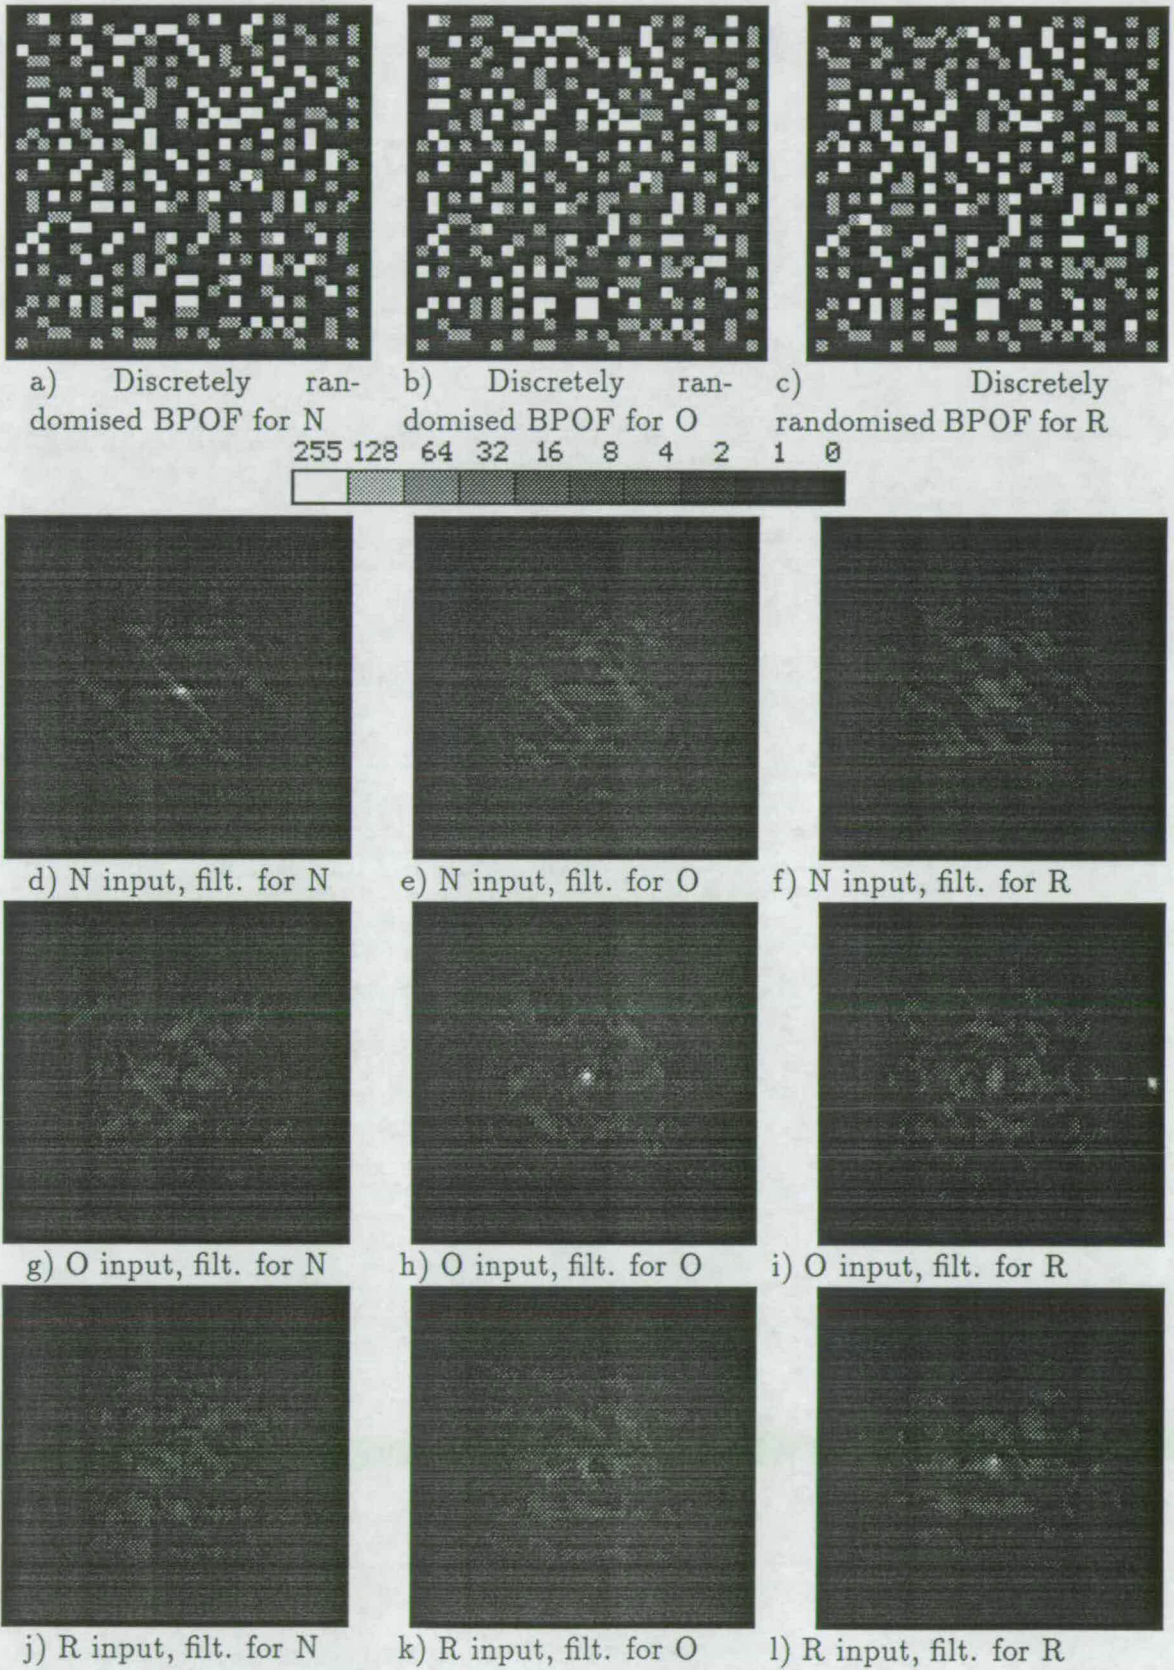 a) Discretely ran-
domised BPOF for N
b) Discretely ran-
domised BPOF for O
c) Discretely
randomised BPOF for R
255 128 64 32 16 8 4 2 1 0
d) N input, filt. for N
e) N input, filt. for O
f) N input, filt. for R
g) O input, filt. for N
h) O input, filt. for O
i) O input, filt. for R
j) R input, filt. for N
k) R input, filt. for O
l) R input, filt. for R